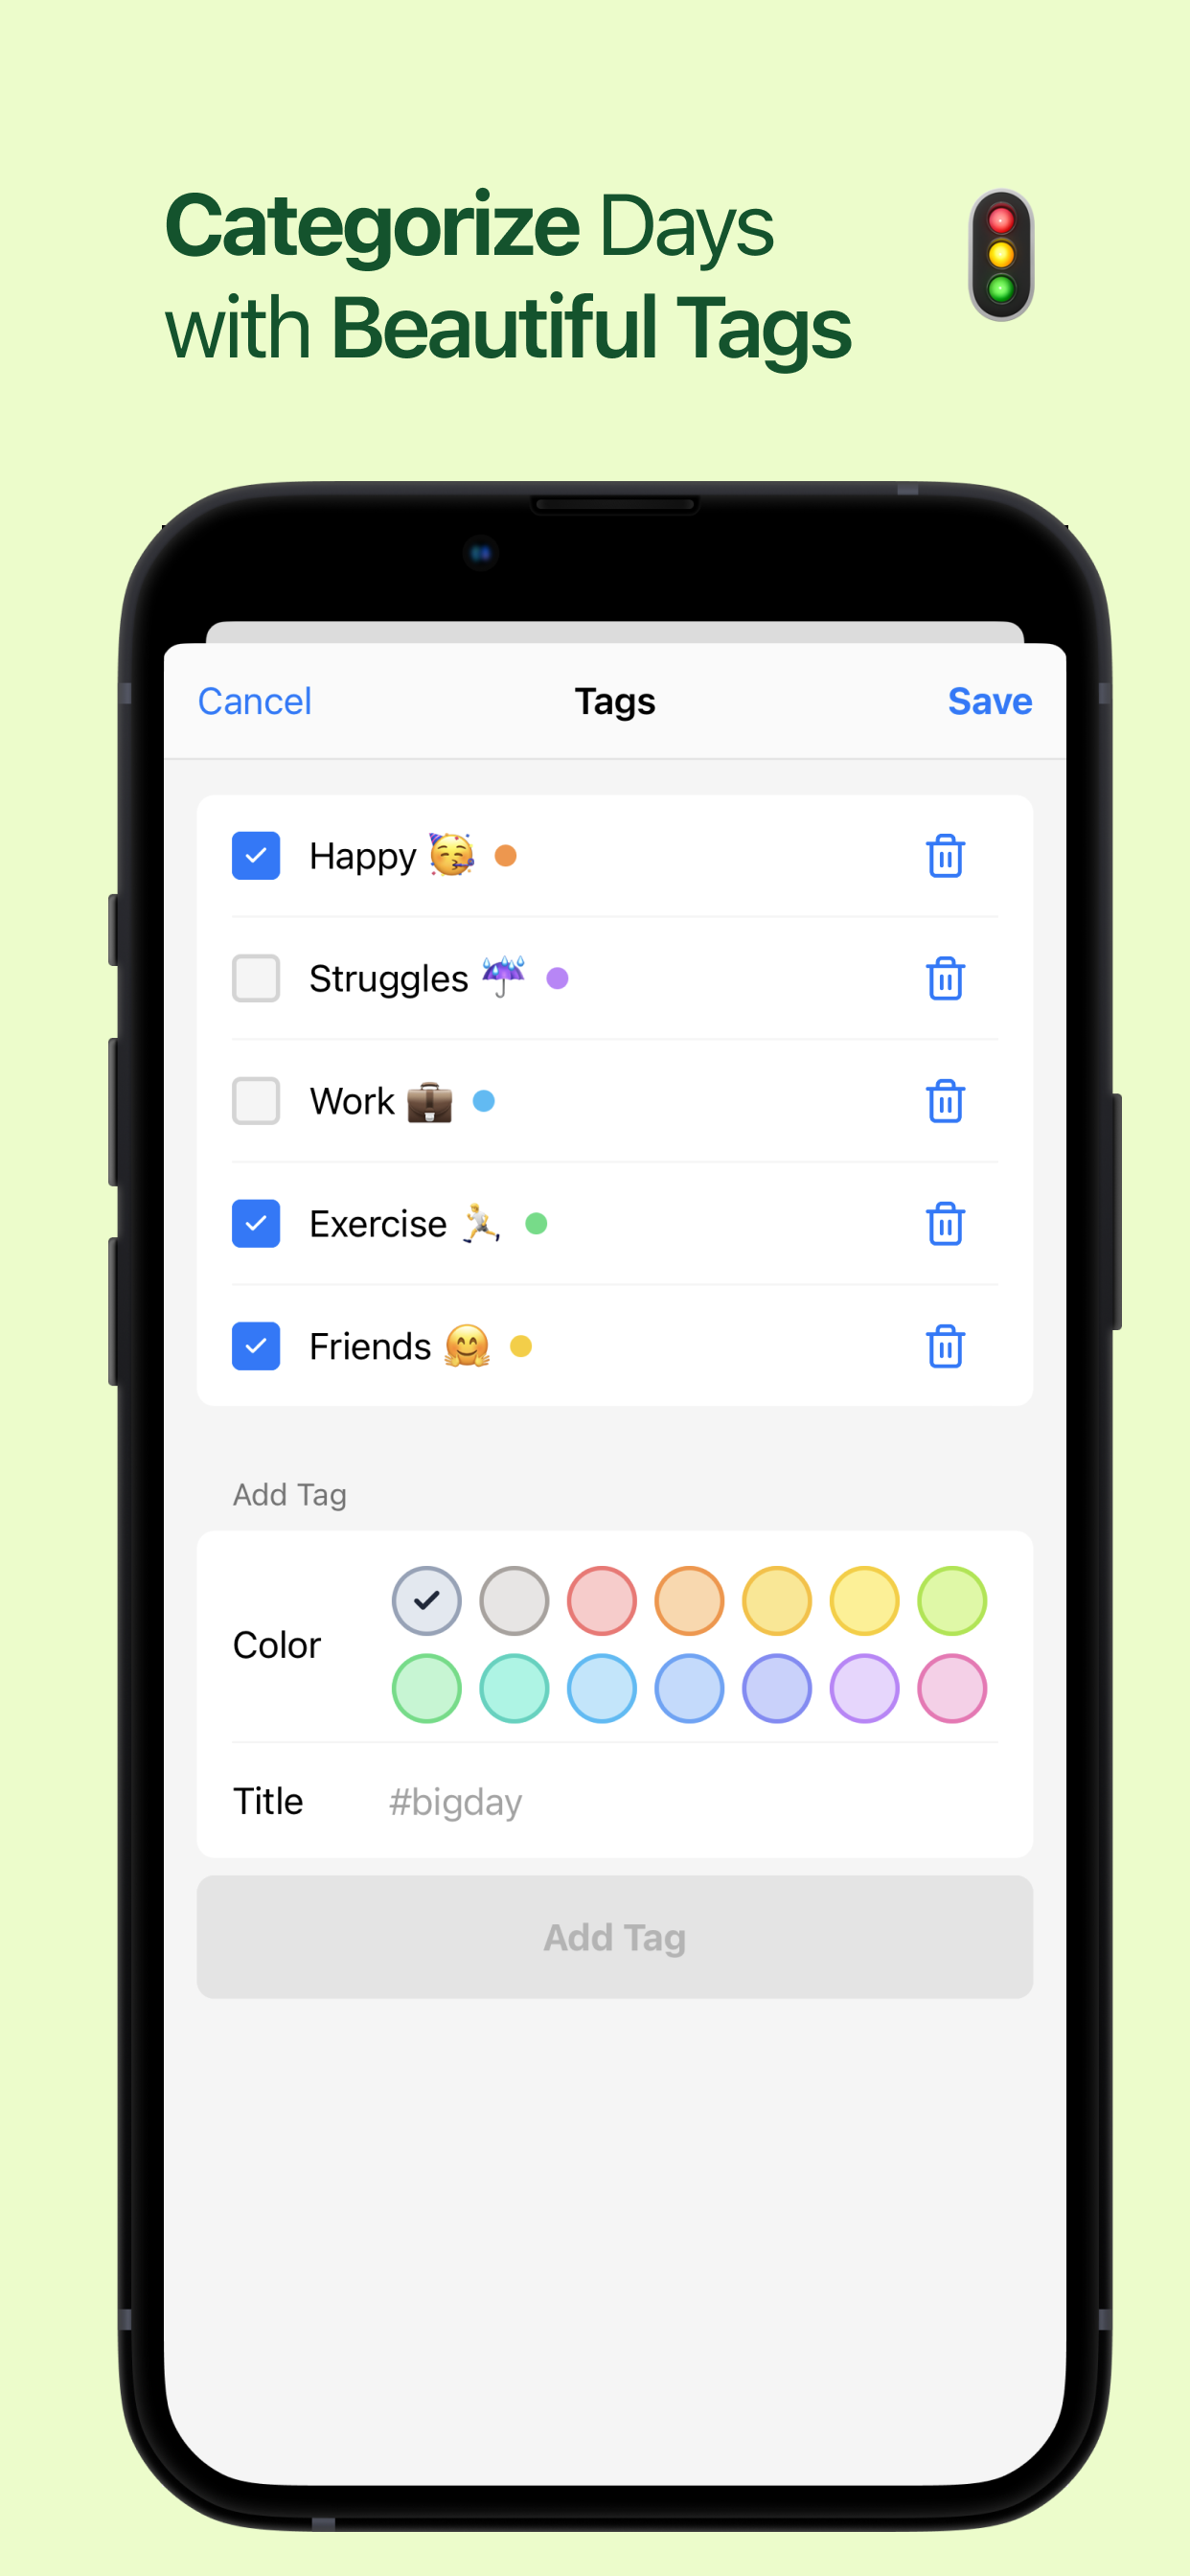 Categorize Days
with Beautiful Tags
Cancel Tags Save
Happy 🥳
Struggles ☔
Work 💼
Exercise 🏃
Friends 🤗
Add Tag
Color
Title #bigday
Add Tag